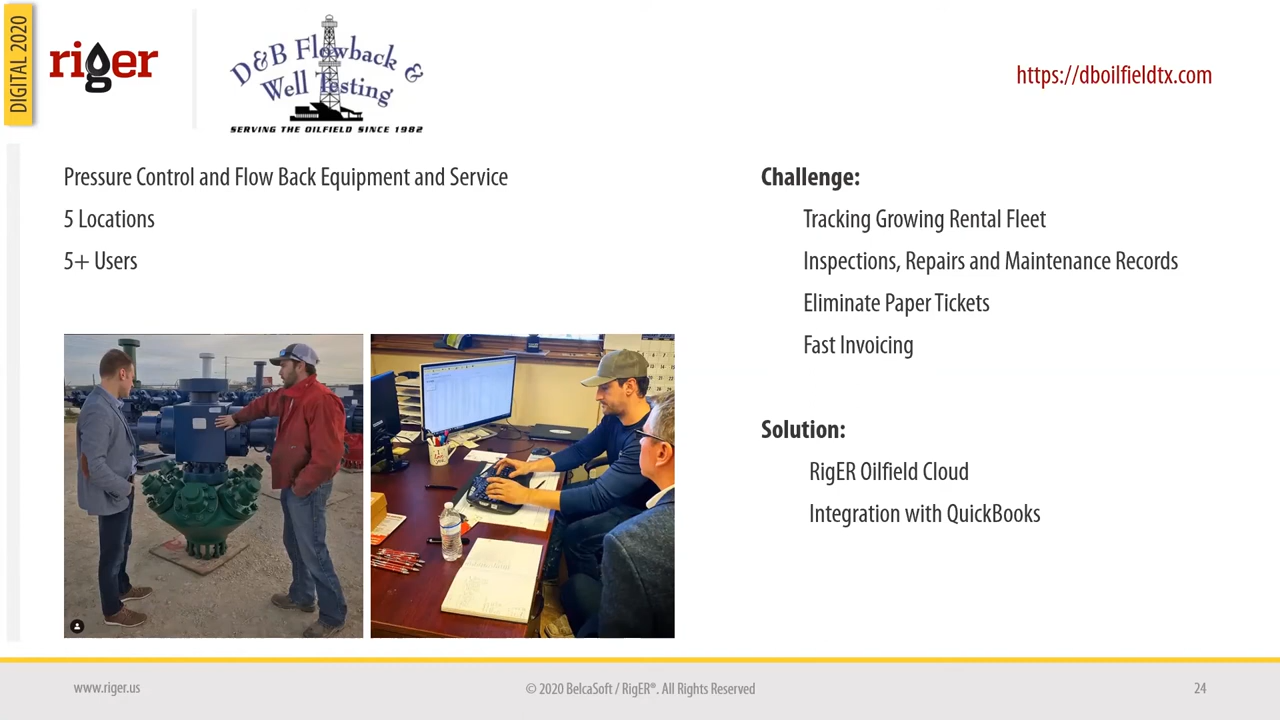 DIGITAL 2020
riger
D&B Flowback &
Well Testing
SERVING THE OILFIELD SINCE 1982
https://dboilfieldtx.com
Pressure Control and Flow Back Equipment and Service
5 Locations
5+ Users
Challenge:
Tracking Growing Rental Fleet
Inspections, Repairs and Maintenance Records
Eliminate Paper Tickets
Fast Invoicing
Solution:
RigER Oilfield Cloud
Integration with QuickBooks
www.riger.us
© 2020 BelcaSoft / RigER®. All Rights Reserved
24